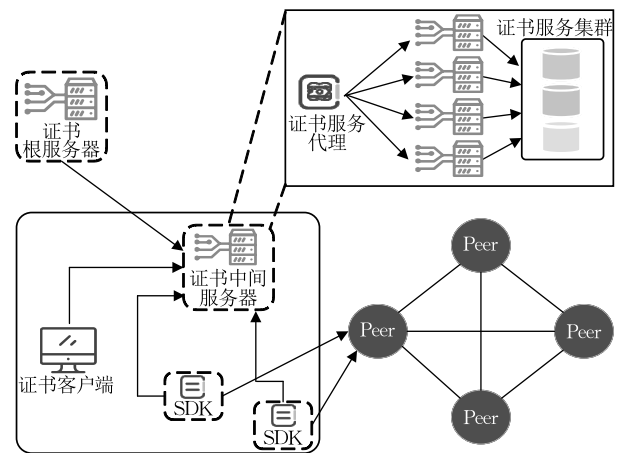 证书服务集群
证书服务
代理
证书
根服务器
证书中间
服务器
证书客户端
SDK
SDK
Peer
Peer
Peer
Peer